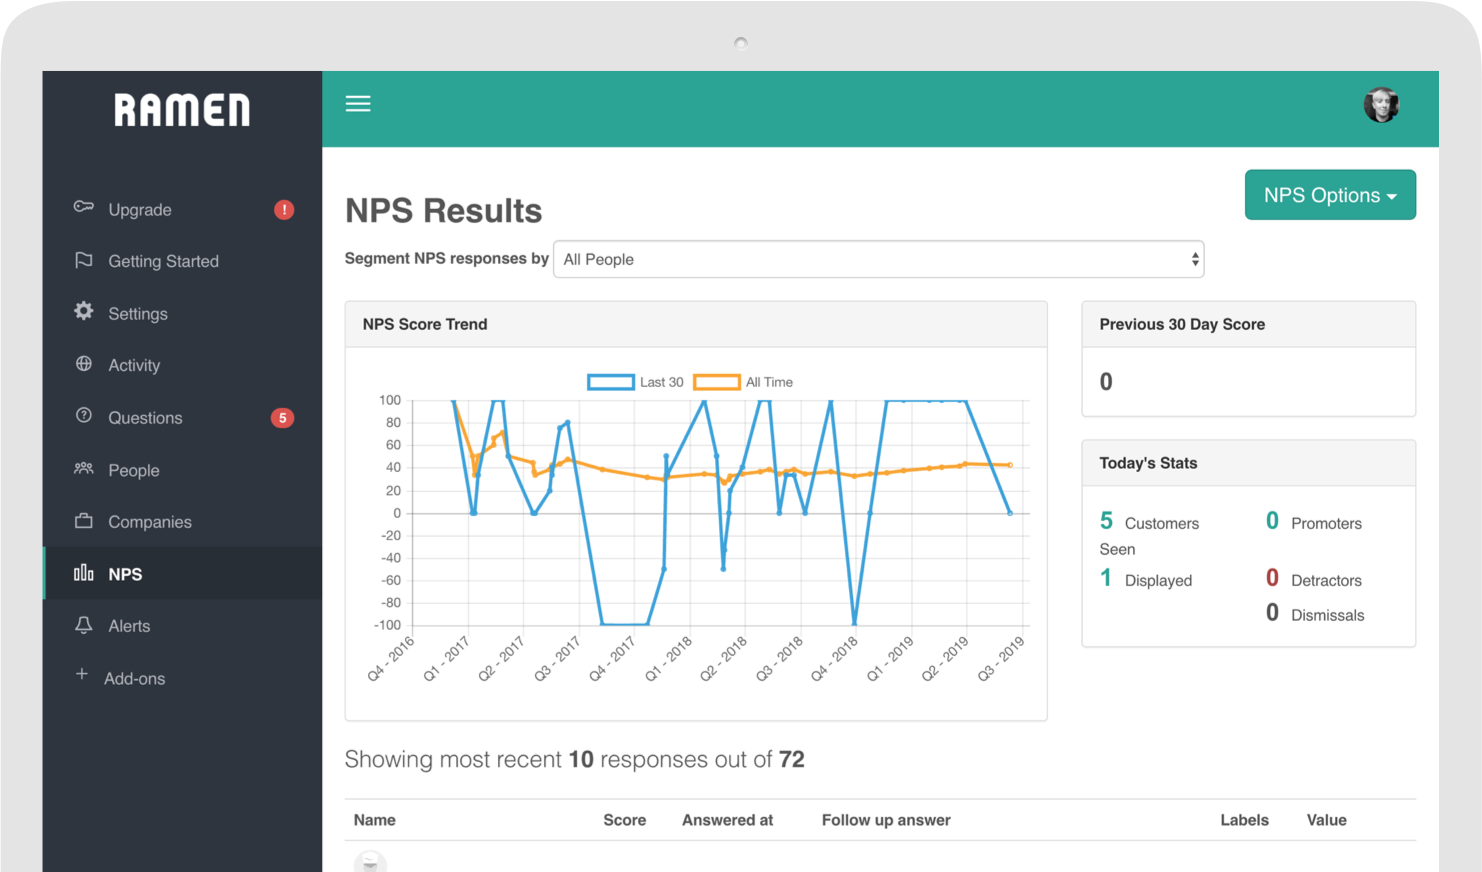 RAMEN
Upgrade !
Getting Started
Settings
Activity
Questions 5
People
Companies
NPS
Alerts
Add-ons
NPS Options
NPS Results
Segment NPS responses by All People
NPS Score Trend
Last 30 All Time
100
80
60
40
20
0
-20
-40
-60
-80
-100
Q4 - 2016 Q1 - 2017 Q2 - 2017 Q3 - 2017 Q4 - 2017 Q1 - 2018 Q2 - 2018 Q3 - 2018 Q4 - 2018 Q1 - 2019 Q2 - 2019 Q3 - 2019
Previous 30 Day Score
0
Today's Stats
5 Customers Seen
0 Promoters
1 Displayed
0 Detractors
0 Dismissals
Showing most recent 10 responses out of 72
Name Score Answered at Follow up answer Labels Value